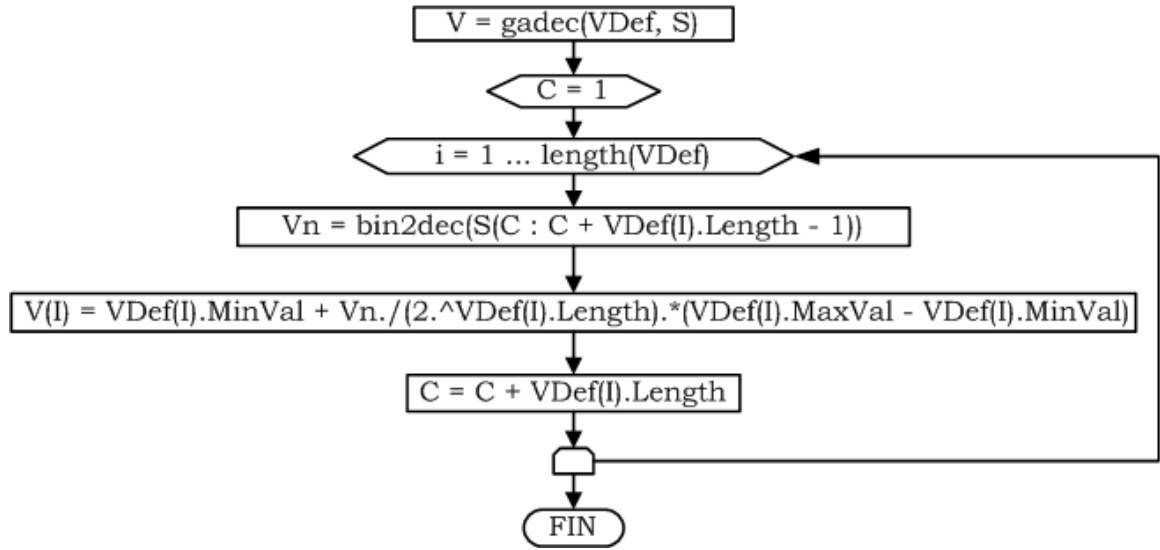 V = gadec(VDef, S)
C = 1
i = 1 ... length(VDef)
Vn = bin2dec(S(C : C + VDef(I).Length - 1))
V(I) = VDef(I).MinVal + Vn./(2.^VDef(I).Length).*(VDef(I).MaxVal - VDef(I).MinVal)
C = C + VDef(I).Length
FIN